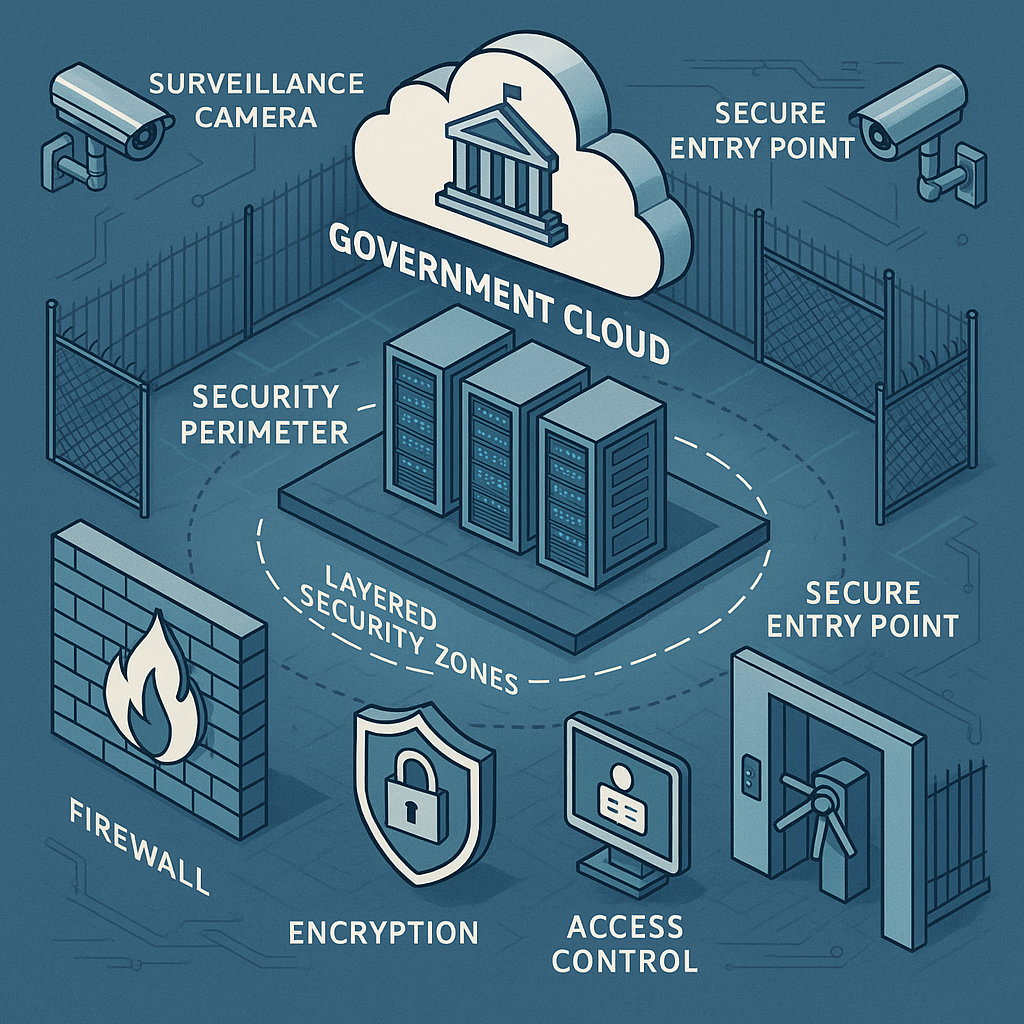 SURVEILLANCE
CAMERA
SECURE
ENTRY POINT
GOVERNMENT CLOUD
SECURITY
PERIMETER
LAYERED
SECURITY ZONES
SECURE
ENTRY POINT
FIREWALL
ENCRYPTION
ACCESS
CONTROL